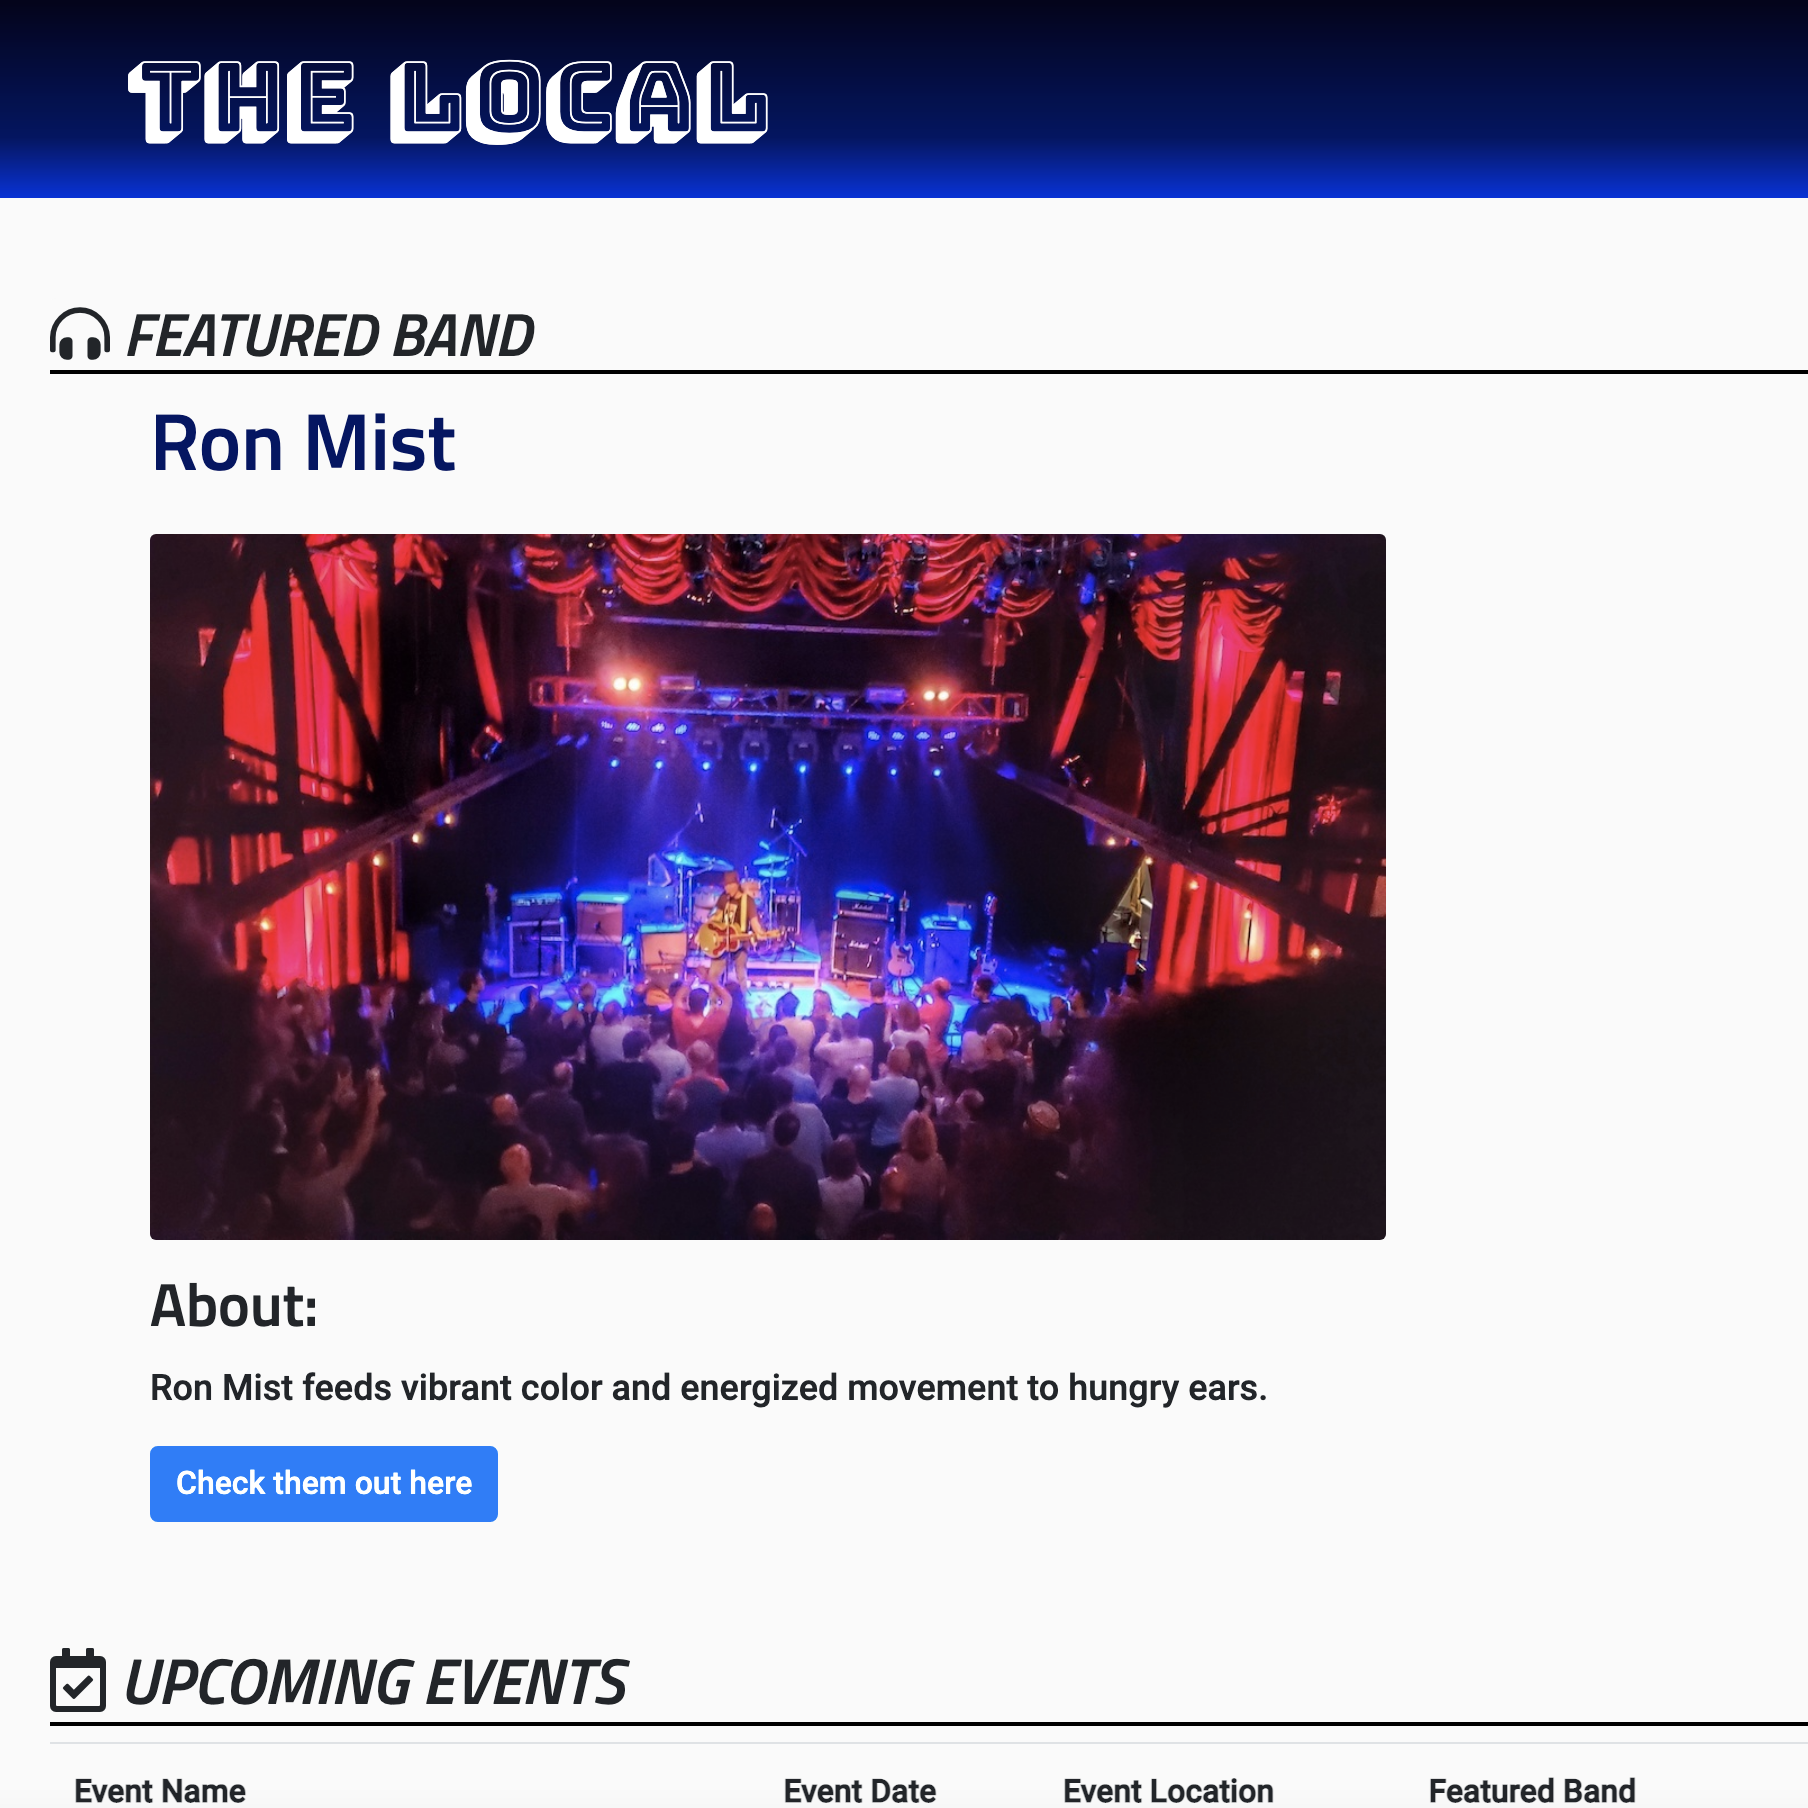 THE LOCAL
FEATURED BAND
Ron Mist
About:
Ron Mist feeds vibrant color and energized movement to hungry ears.
Check them out here
UPCOMING EVENTS
Event Name Event Date Event Location Featured Band